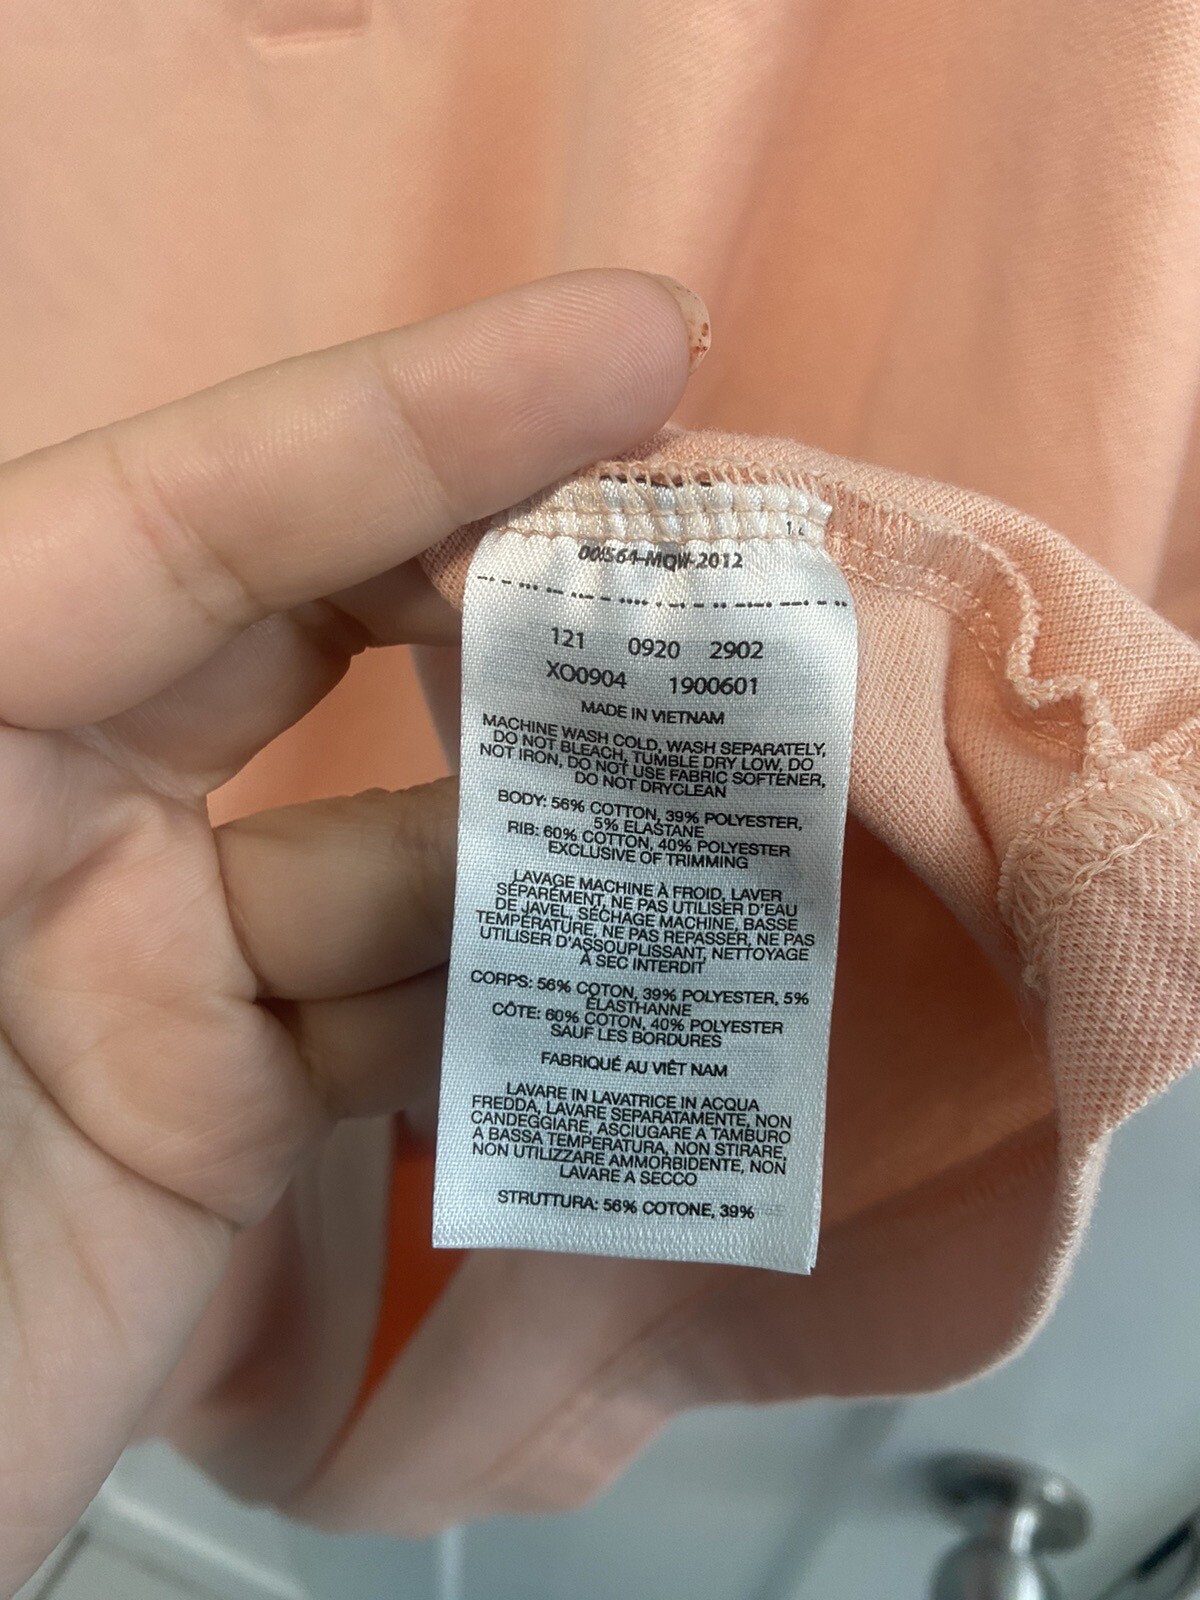 -MQW-2012
121 0920 2902
XO0904 1900601
MADE IN VIETNAM
MACHINE WASH COLD, WASH SEPARATELY,
DO NOT BLEACH, TUMBLE DRY LOW, DO
NOT IRON, DO NOT USE FABRIC SOFTENER,
DO NOT DRYCLEAN
BODY: 56% COTTON, 39% POLYESTER,
5% ELASTANE
RIB: 60% COTTON, 40% POLYESTER
EXCLUSIVE OF TRIMMING
LAVAGE MACHINE À FROID, LAVER
SÉPARÉMENT, NE PAS UTILISER D'EAU
DE JAVEL, SÉCHAGE MACHINE, BASSE
TEMPÉRATURE, NE PAS REPASSER, NE PAS
UTILISER D'ASSOUPLISSANT, NETTOYAGE
À SEC INTERDIT
CORPS: 56% COTON, 39% POLYESTER, 5%
ÉLASTHANNE
CÔTE: 60% COTON, 40% POLYESTER
SAUF LES BORDURES
FABRIQUÉ AU VIÊT NAM
LAVARE IN LAVATRICE IN ACQUA
FREDDA, LAVARE SEPARATAMENTE, NON
CANDEGGIARE, ASCIUGARE A TAMBURO
A BASSA TEMPERATURA, NON STIRARE,
NON UTILIZZARE AMMORBIDENTE, NON
LAVARE A SECCO
STRUTTURA: 56% COTONE, 39%